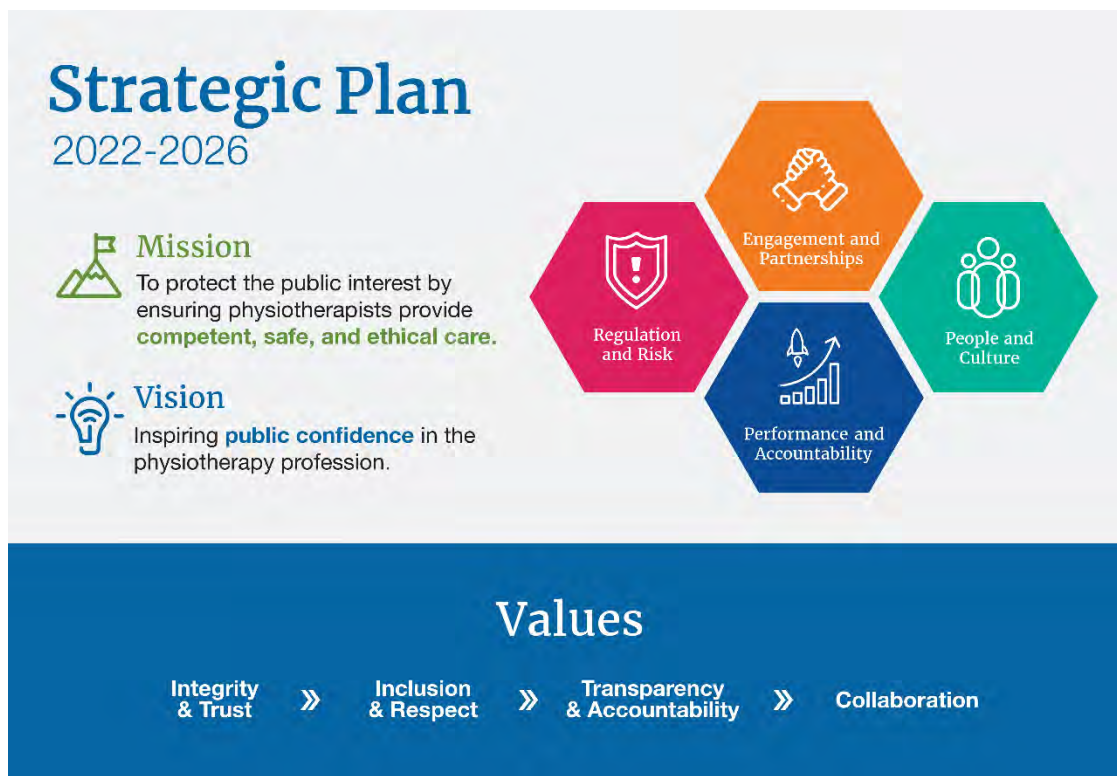 Strategic Plan
2022-2026
Mission
To protect the public interest by
ensuring physiotherapists provide
competent, safe, and ethical care.
Vision
Inspiring public confidence in the
physiotherapy profession.
Engagement and
Partnerships
Regulation
and Risk
People and
Culture
Performance and
Accountability
Values
Integrity
& Trust
Inclusion
& Respect
Transparency
& Accountability
Collaboration